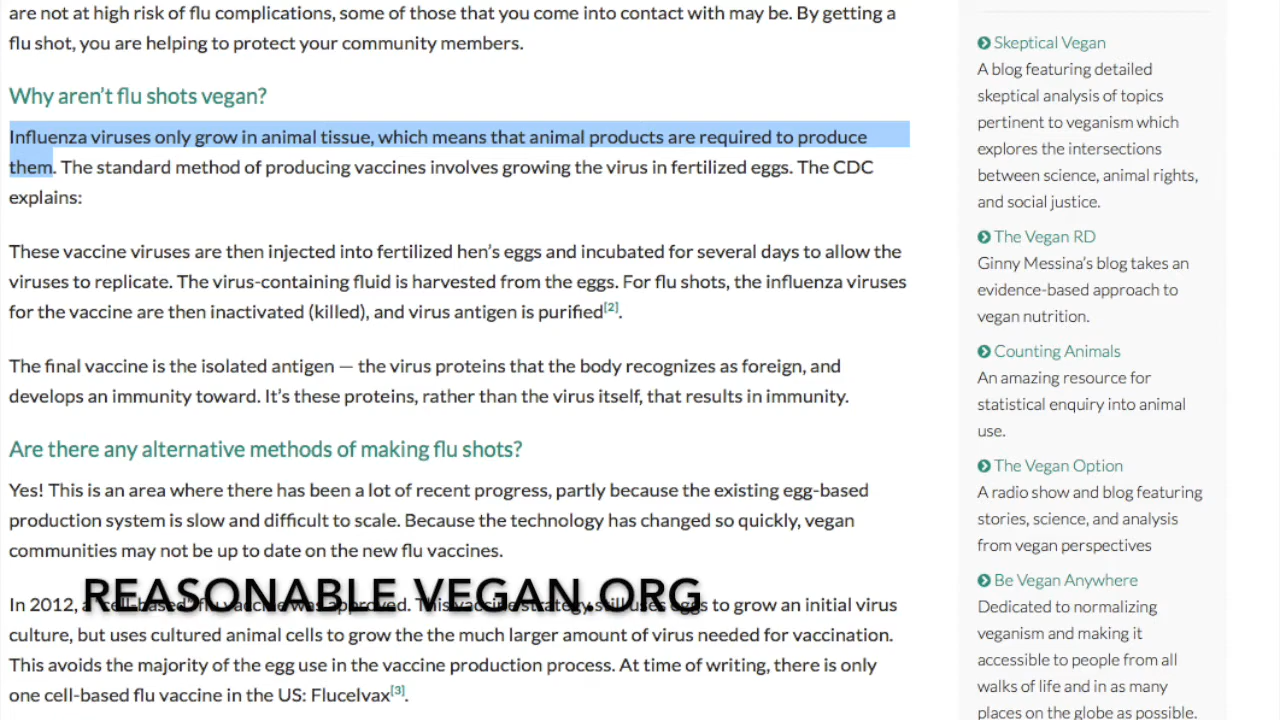 are not at high risk of flu complications, some of those that you come into contact with may be. By getting a
flu shot, you are helping to protect your community members.
Why aren’t flu shots vegan?
Influenza viruses only grow in animal tissue, which means that animal products are required to produce
them. The standard method of producing vaccines involves growing the virus in fertilized eggs. The CDC
explains:
These vaccine viruses are then injected into fertilized hen’s eggs and incubated for several days to allow the
viruses to replicate. The virus-containing fluid is harvested from the eggs. For flu shots, the influenza viruses
for the vaccine are then inactivated (killed), and virus antigen is purified[2].
The final vaccine is the isolated antigen — the virus proteins that the body recognizes as foreign, and
develops an immunity toward. It’s these proteins, rather than the virus itself, that results in immunity.
Are there any alternative methods of making flu shots?
Yes! This is an area where there has been a lot of recent progress, partly because the existing egg-based
production system is slow and difficult to scale. Because the technology has changed so quickly, vegan
communities may not be up to date on the new flu vaccines.
REASONABLE VEGAN.ORG
In 2012, a “cell-based” flu vaccine was approved. This vaccine strategy still uses eggs to grow an initial virus
culture, but uses cultured animal cells to grow the the much larger amount of virus needed for vaccination.
This avoids the majority of the egg use in the vaccine production process. At time of writing, there is only
one cell-based flu vaccine in the US: Flucelvax[3].
Skeptical Vegan
A blog featuring detailed
skeptical analysis of topics
pertinent to veganism which
explores the intersections
between science, animal rights,
and social justice.
The Vegan RD
Ginny Messina’s blog takes an
evidence-based approach to
vegan nutrition.
Counting Animals
An amazing resource for
statistical enquiry into animal
use.
The Vegan Option
A radio show and blog featuring
stories, science, and analysis
from vegan perspectives
Be Vegan Anywhere
Dedicated to normalizing
veganism and making it
accessible to people from all
walks of life and in as many
places on the globe as possible.